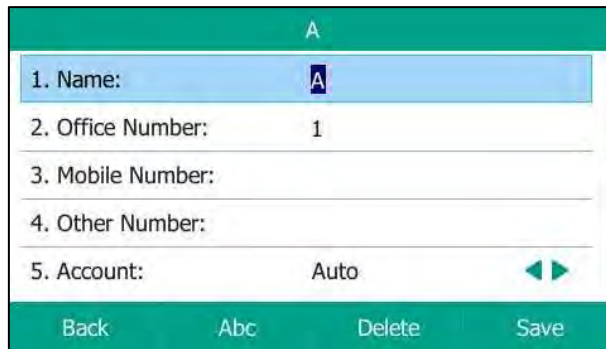 A
1. Name: A
2. Office Number: 1
3. Mobile Number:
4. Other Number:
5. Account: Auto
Back Abc Delete Save